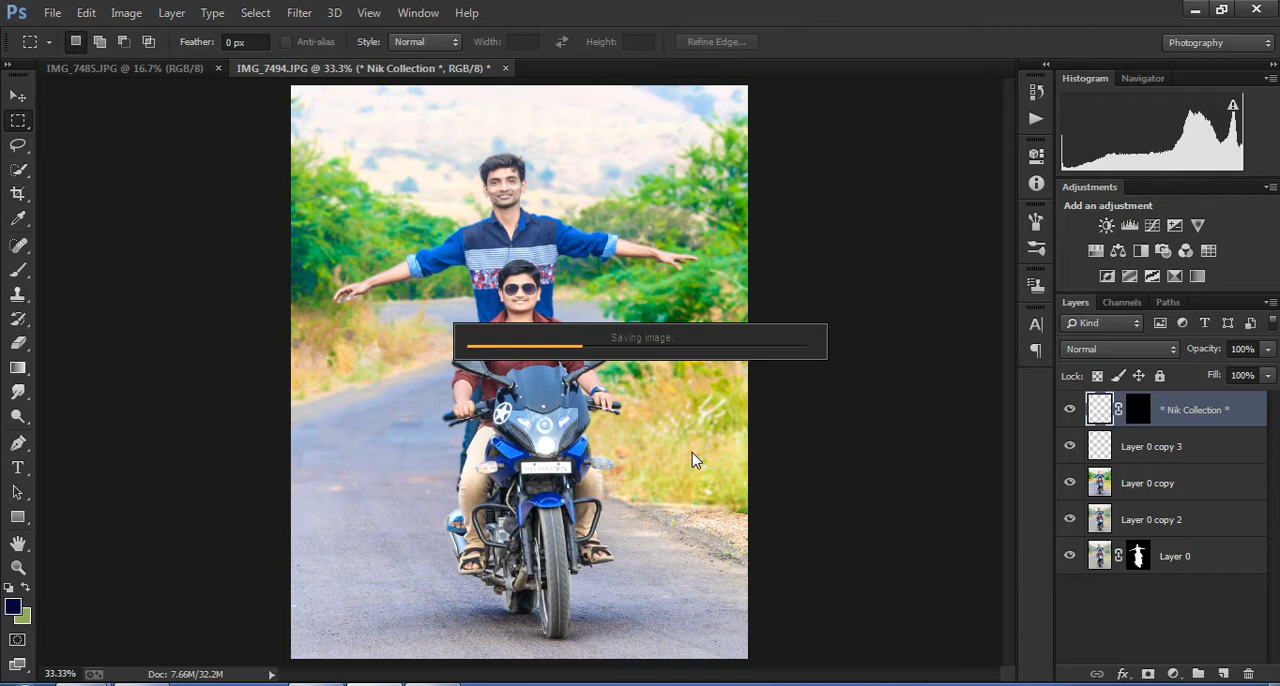 Ps File Edit Image Layer Type Select Filter 3D View Window Help
Feather: 0 px Anti-alias Style: Normal Width: Height: Refine Edge... Photography
IMG_7485.JPG @ 16.7% (RGB/8) × IMG_7494.JPG @ 33.3% (* Nik Collection *, RGB/8) * ×
Histogram Navigator
Adjustments
Add an adjustment
Saving image.
Layers Channels Paths
Kind
Normal Opacity: 100%
Lock: Fill: 100%
* Nik Collection *
Layer 0 copy 3
Layer 0 copy
Layer 0 copy 2
Layer 0
33.33% Doc: 7.66M/32.2M